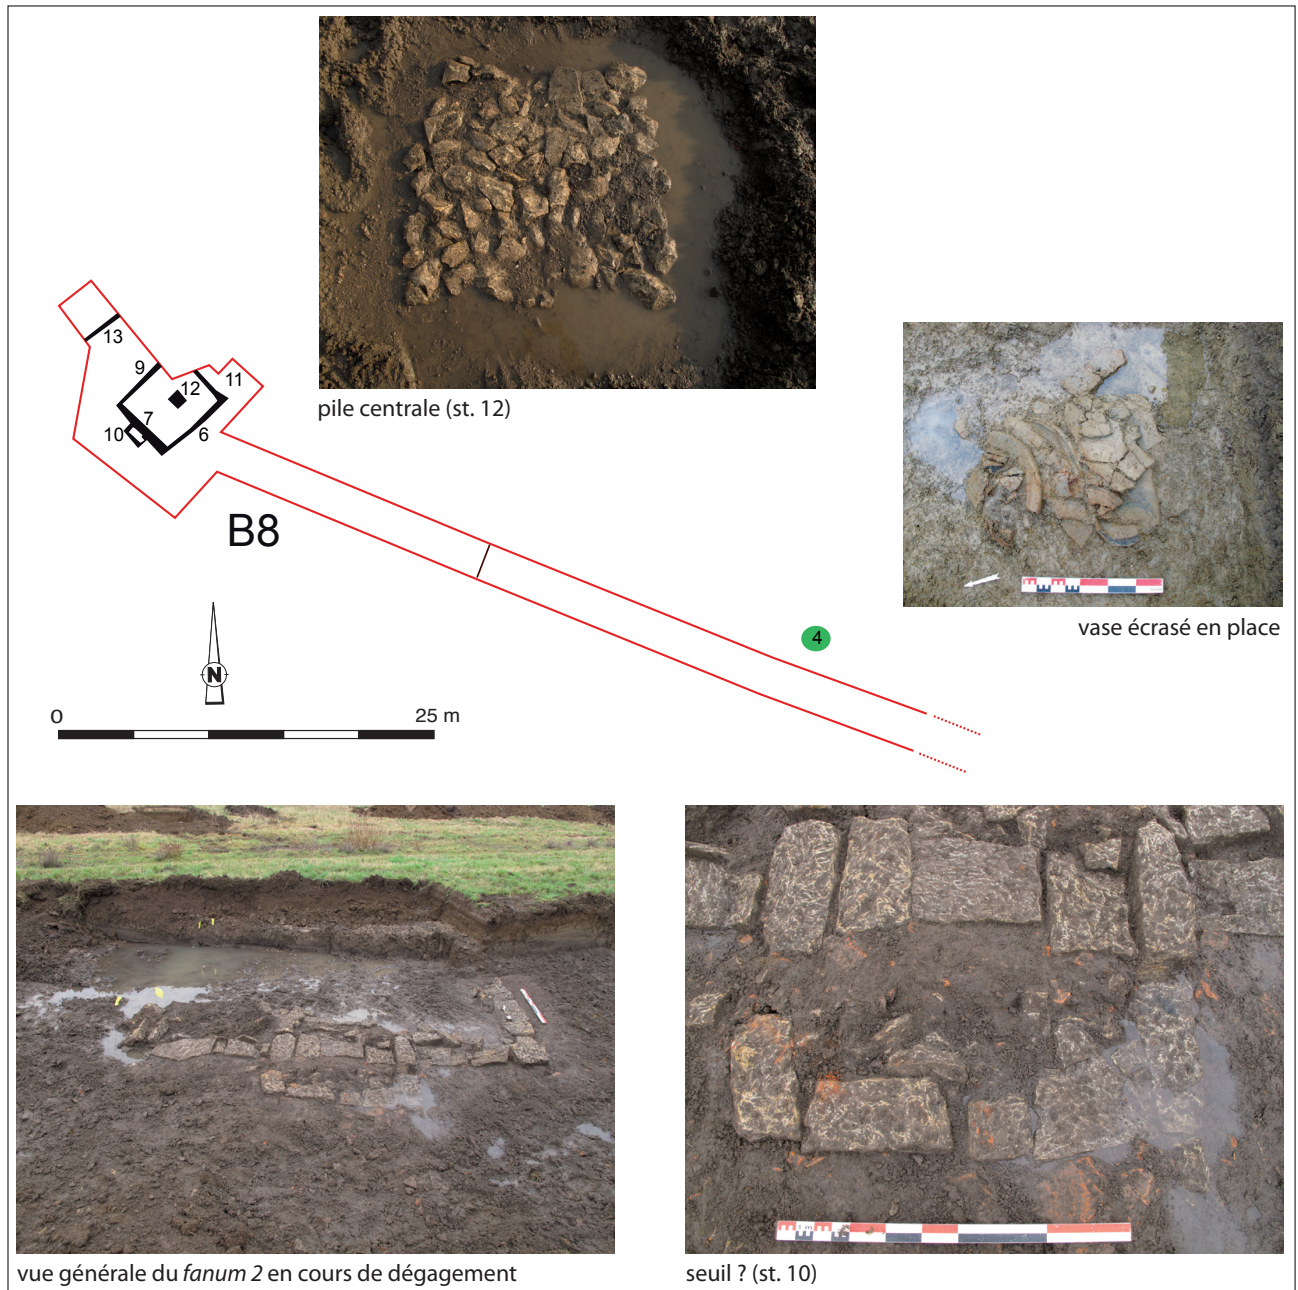 pile centrale (st. 12)
13
9
12
11
7
10
6
B8
vase écrasé en place
4
N
0 25 m
vue générale du fanum 2 en cours de dégagement
seuil ? (st. 10)